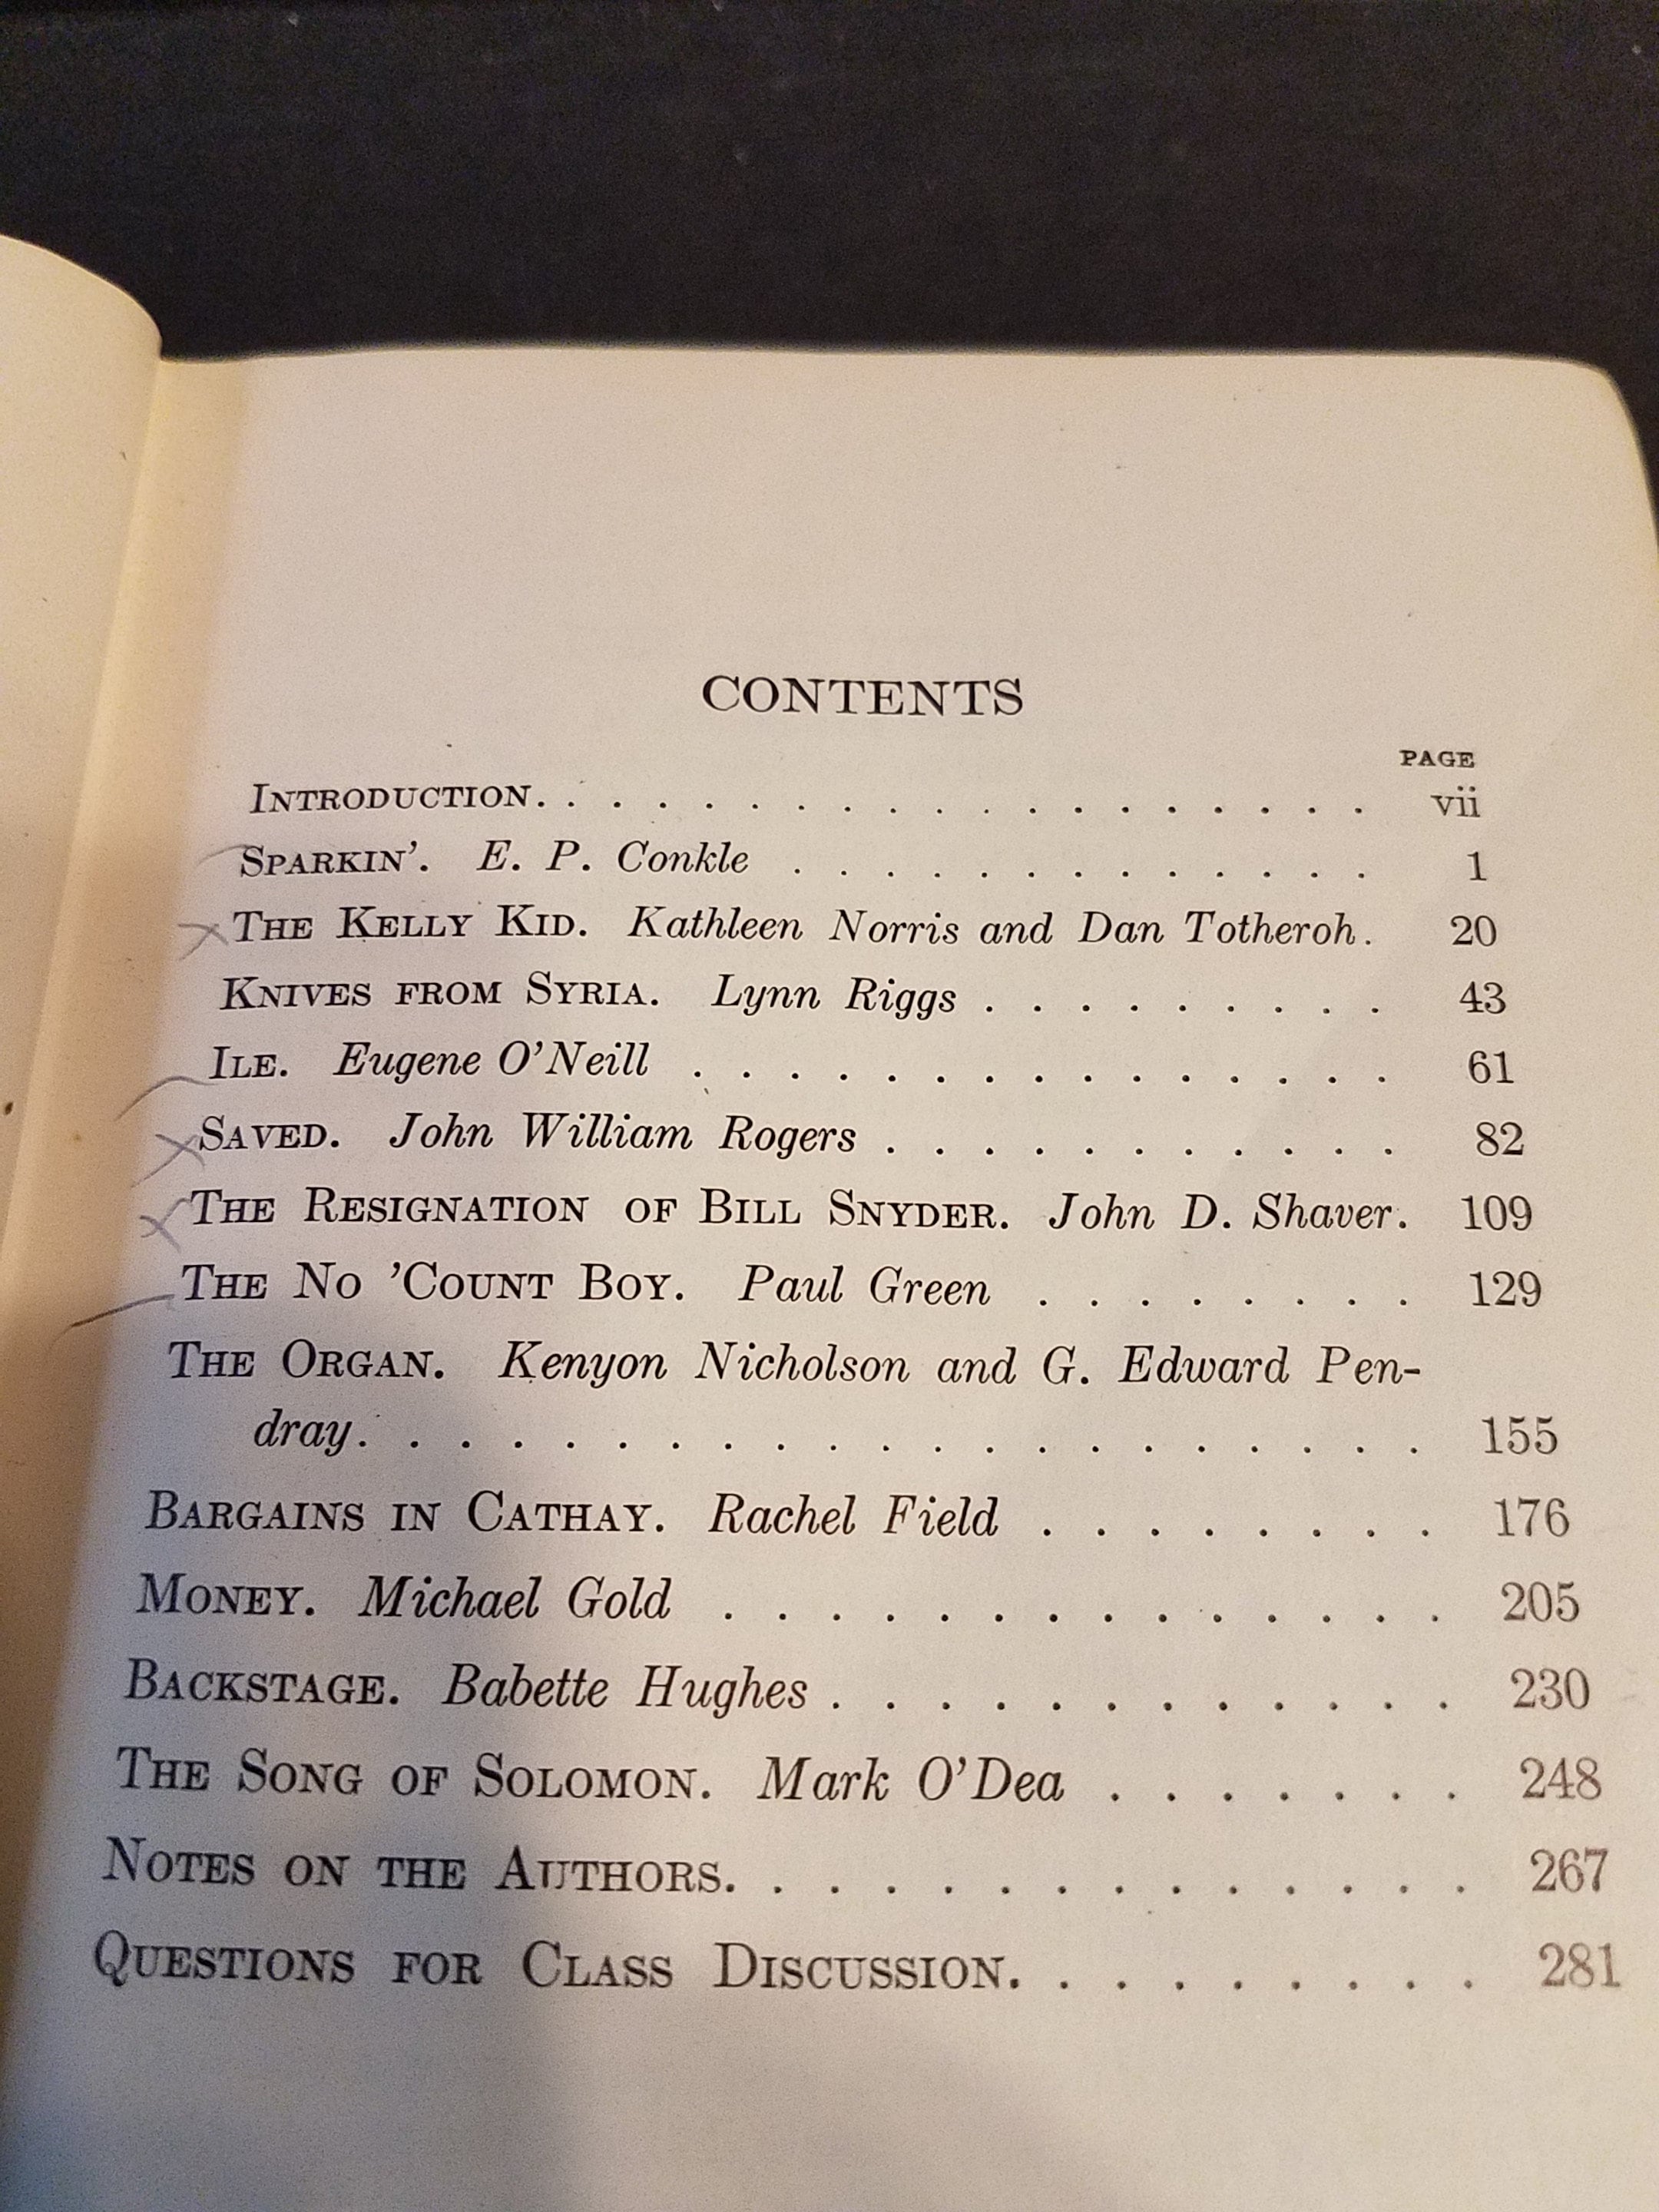 CONTENTS
PAGE
INTRODUCTION. . . . . . . . . . . . . . . . . . . vii
SPARKIN'. E. P. Conkle . . . . . . . . . . . . . 1
THE KELLY KID. Kathleen Norris and Dan Totheroh. 20
KNIVES FROM SYRIA. Lynn Riggs . . . . . . . . . 43
ILE. Eugene O'Neill . . . . . . . . . . . . . . . 61
SAVED. John William Rogers . . . . . . . . . . . 82
THE RESIGNATION OF BILL SNYDER. John D. Shaver. 109
THE NO 'COUNT BOY. Paul Green . . . . . . . . 129
THE ORGAN. Kenyon Nicholson and G. Edward Pen-
dray. . . . . . . . . . . . . . . . . . . . . 155
BARGAINS IN CATHAY. Rachel Field . . . . . . . . 176
MONEY. Michael Gold . . . . . . . . . . . . . . 205
BACKSTAGE. Babette Hughes . . . . . . . . . . . . 230
THE SONG OF SOLOMON. Mark O'Dea . . . . . . . 248
NOTES ON THE AUTHORS. . . . . . . . . . . . . . 267
QUESTIONS FOR CLASS DISCUSSION. . . . . . . . . 281